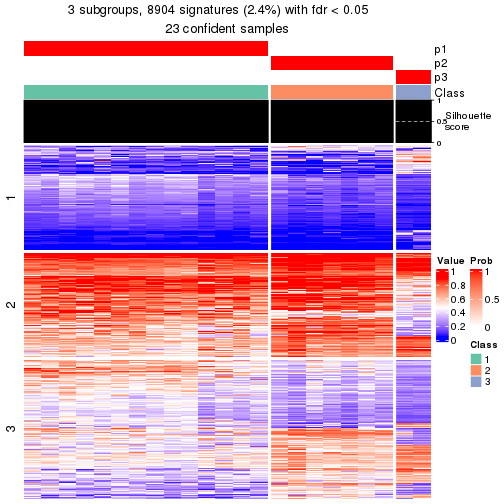 3 subgroups, 8904 signatures (2.4%) with fdr < 0.05
23 confident samples
p1
p2
p3
Class
1
0.5
0
Silhouette
score
1
2
3
Value
1
0.8
0.6
0.4
0.2
0
Prob
1
0.5
0
Class
1
2
3